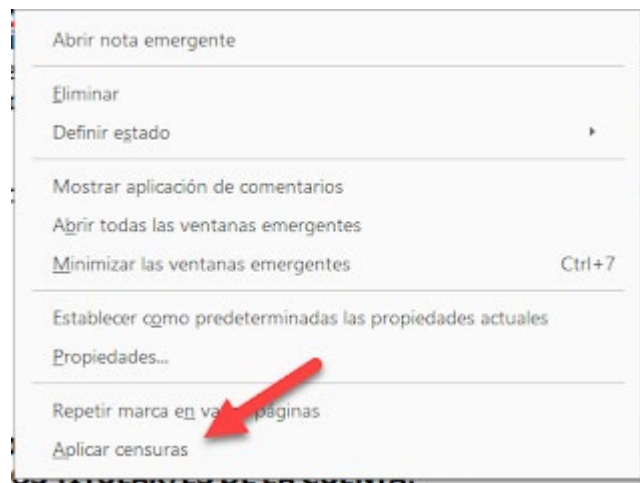 Abrir nota emergente
Eliminar
Definir estado
Mostrar aplicación de comentarios
Abrir todas las ventanas emergentes
Minimizar las ventanas emergentes Ctrl+7
Establecer como predeterminadas las propiedades actuales
Propiedades...
Repetir marca en páginas
Aplicar censuras